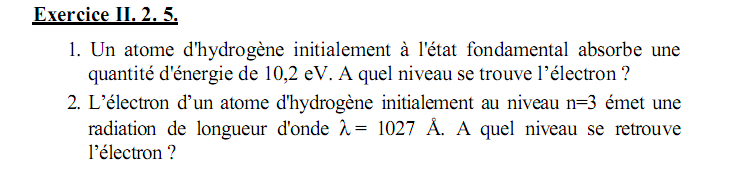 Exercice II. 2. 5.
1. Un atome d'hydrogène initialement à l'état fondamental absorbe une
quantité d'énergie de 10,2 eV. A quel niveau se trouve l’électron ?
2. L’électron d’un atome d'hydrogène initialement au niveau n=3 émet une
radiation de longueur d'onde λ = 1027 Å. A quel niveau se retrouve
l’électron ?